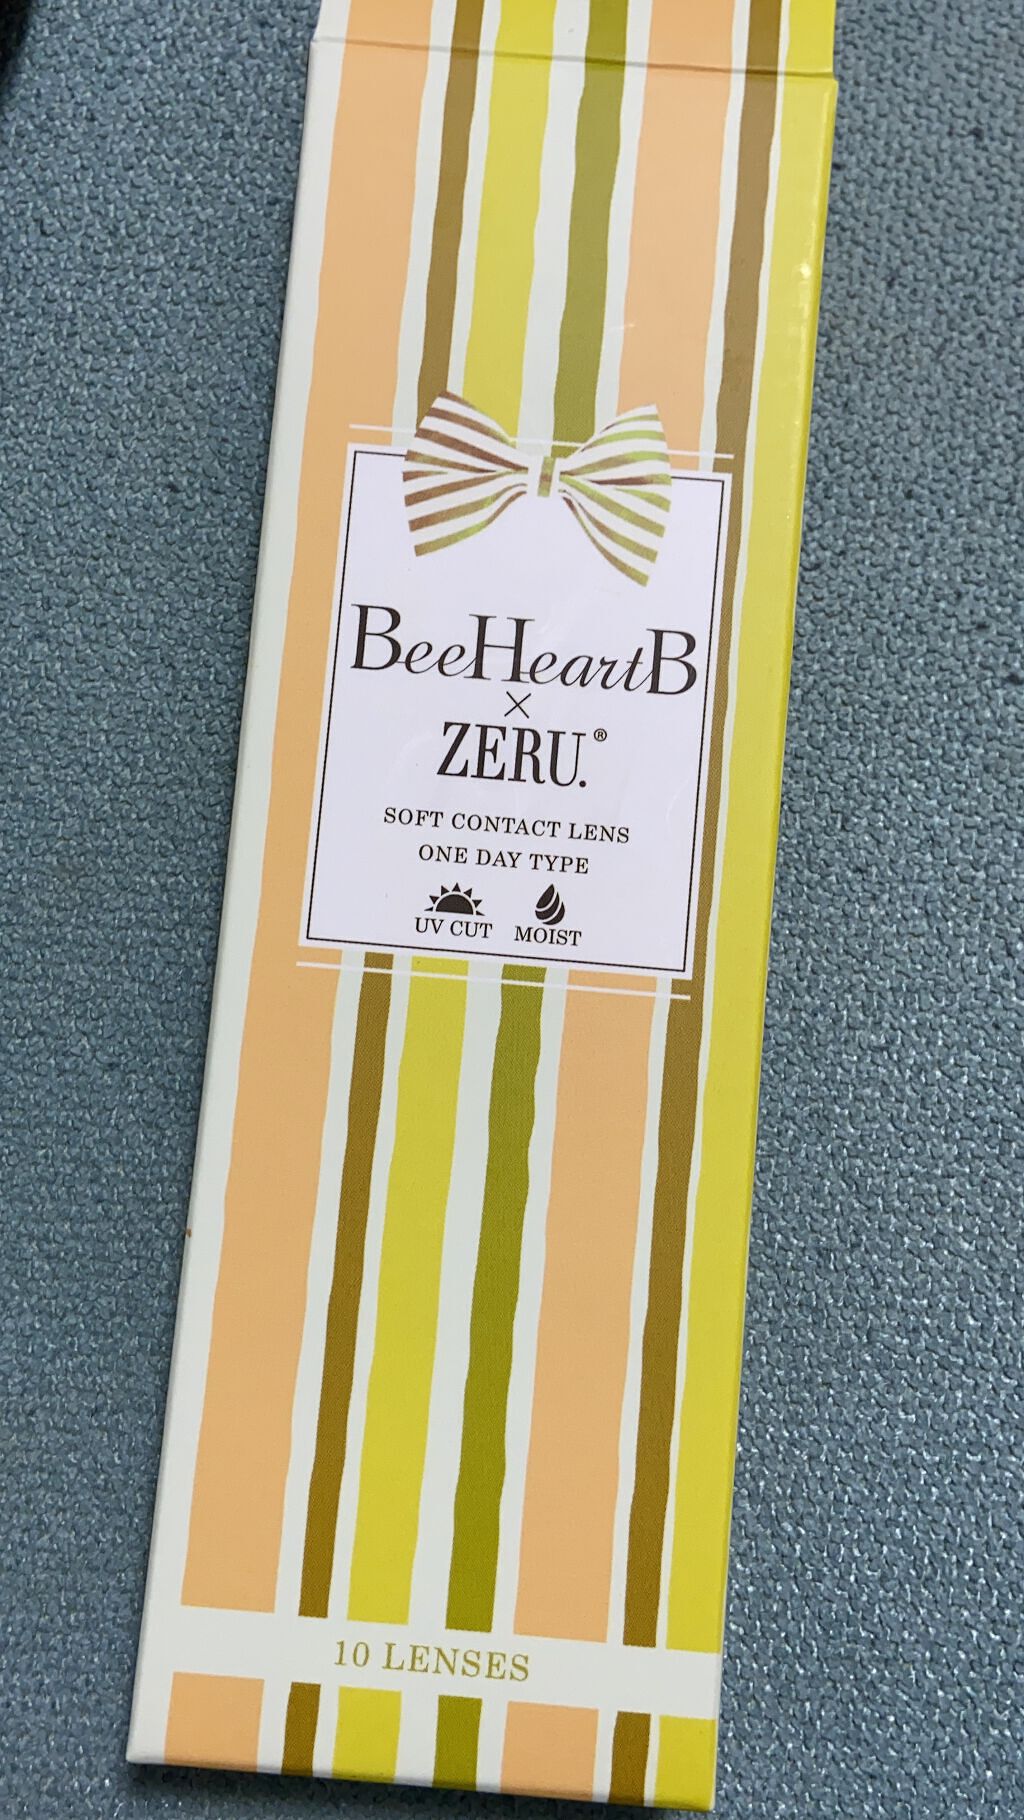 BeeHeartB
×
ZERU.®
SOFT CONTACT LENS
ONE DAY TYPE
UV CUT MOIST
10 LENSES